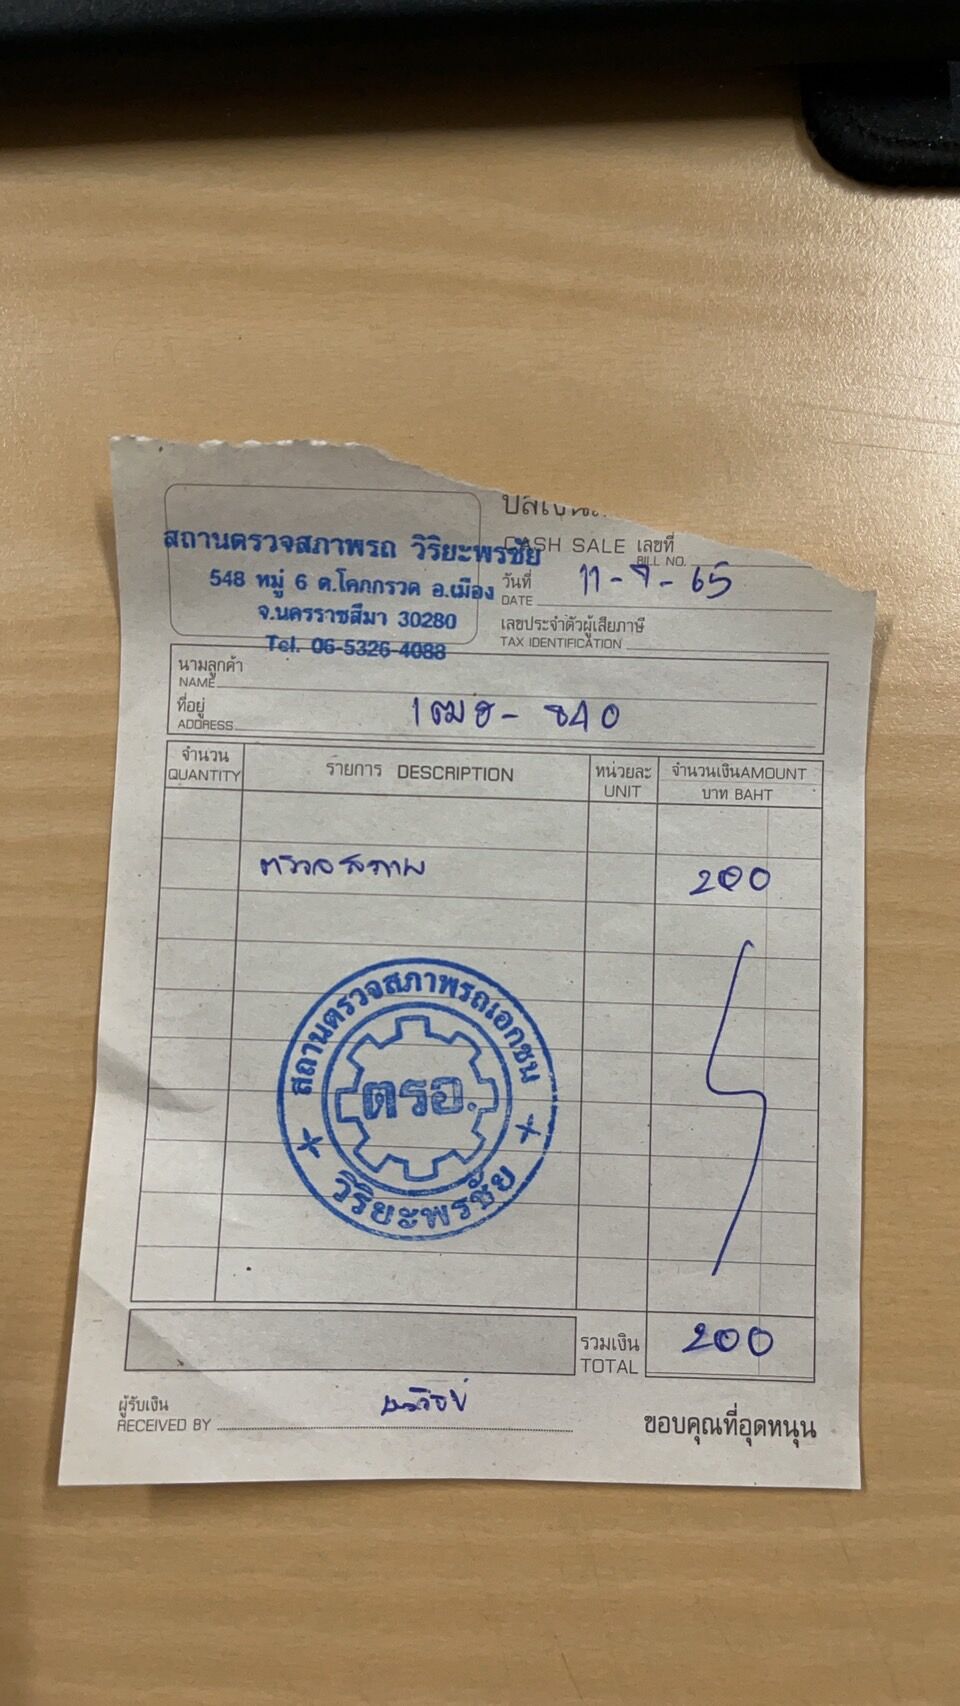 สถานตรวจสภาพรถ วิริยะพรชัย
548 หมู่ 6 ต.โคกกรวด อ.เมือง
จ.นครราชสีมา 30280
Tel. 06-5326-4088
CASH SALE เลขที่
BILL NO.
วันที่
DATE 11-7-65
เลขประจำตัวผู้เสียภาษี
TAX IDENTIFICATION
นามลูกค้า
NAME
ที่อยู่
ADDRESS 1ฒฮ-840
จำนวน
QUANTITY
รายการ DESCRIPTION
หน่วยละ
UNIT
จำนวนเงินAMOUNT
บาท BAHT
ตรวจสภาพ 200
สถานตรวจสภาพรถเอกชน
ตรอ.
วิริยะพรชัย
รวมเงิน
TOTAL
200
ผู้รับเงิน
RECEIVED BY
ขอบคุณที่อุดหนุน